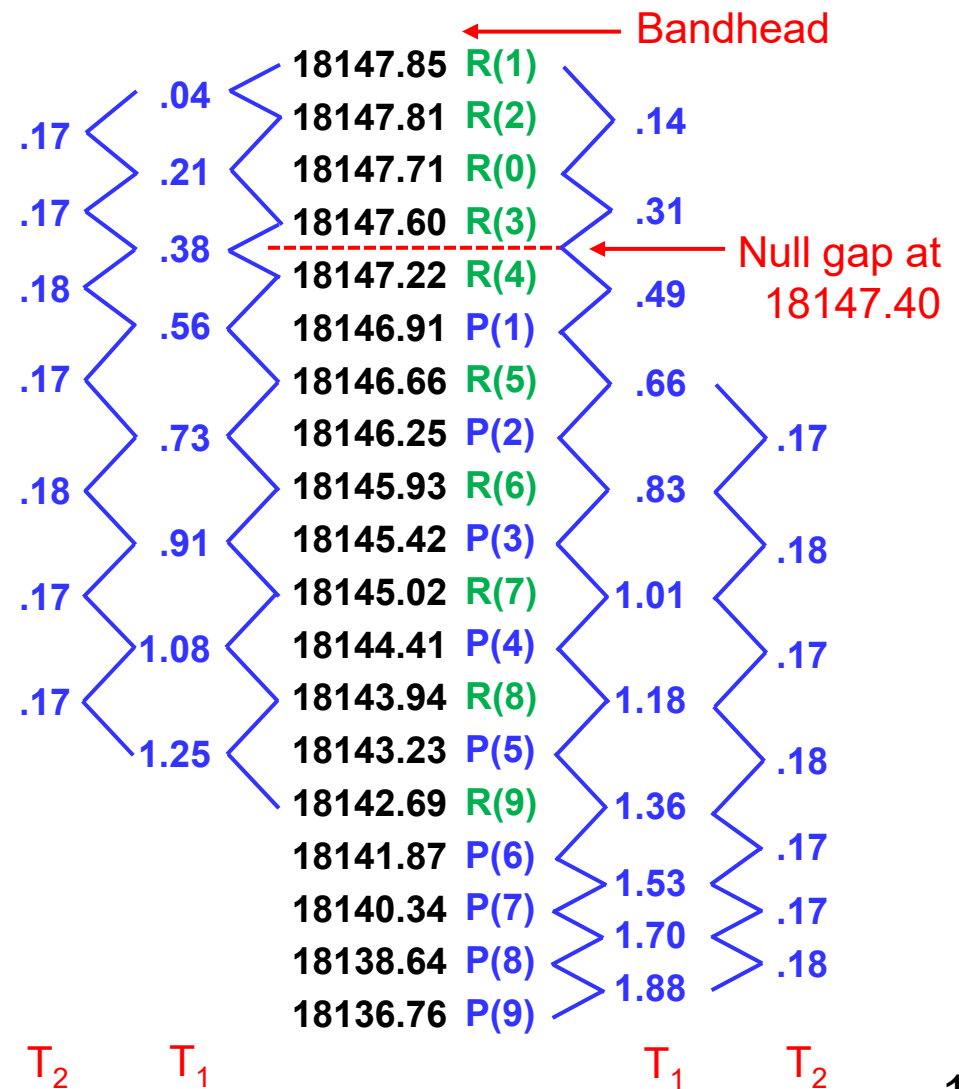 Bandhead
18147.85 R(1)
.04
18147.81 R(2)
.14
.17
.21
18147.71 R(0)
18147.60 R(3)
.31
.17
.38
Null gap at
18147.40
18147.22 R(4)
.49
.18
.56
18146.91 P(1)
18146.66 R(5)
.66
.17
.73
18146.25 P(2)
.17
18145.93 R(6)
.83
.18
.91
18145.42 P(3)
.18
18145.02 R(7)
1.01
.17
1.08
18144.41 P(4)
.17
18143.94 R(8)
1.18
.17
1.25
18143.23 P(5)
.18
18142.69 R(9)
1.36
18141.87 P(6)
.17
1.53
18140.34 P(7)
.17
1.70
18138.64 P(8)
.18
1.88
18136.76 P(9)
T₂ T₁ T₁ T₂